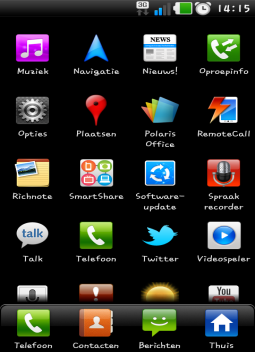 3G 14:15
Muziek Navigatie Nieuws! Oproepinfo
NEWS
Opties Plaatsen Polaris Office RemoteCall
Richnote SmartShare Software-update Spraak recorder
talk
Talk Telefoon Twitter Videospeler
You
Telefoon Contacten Berichten Thuis